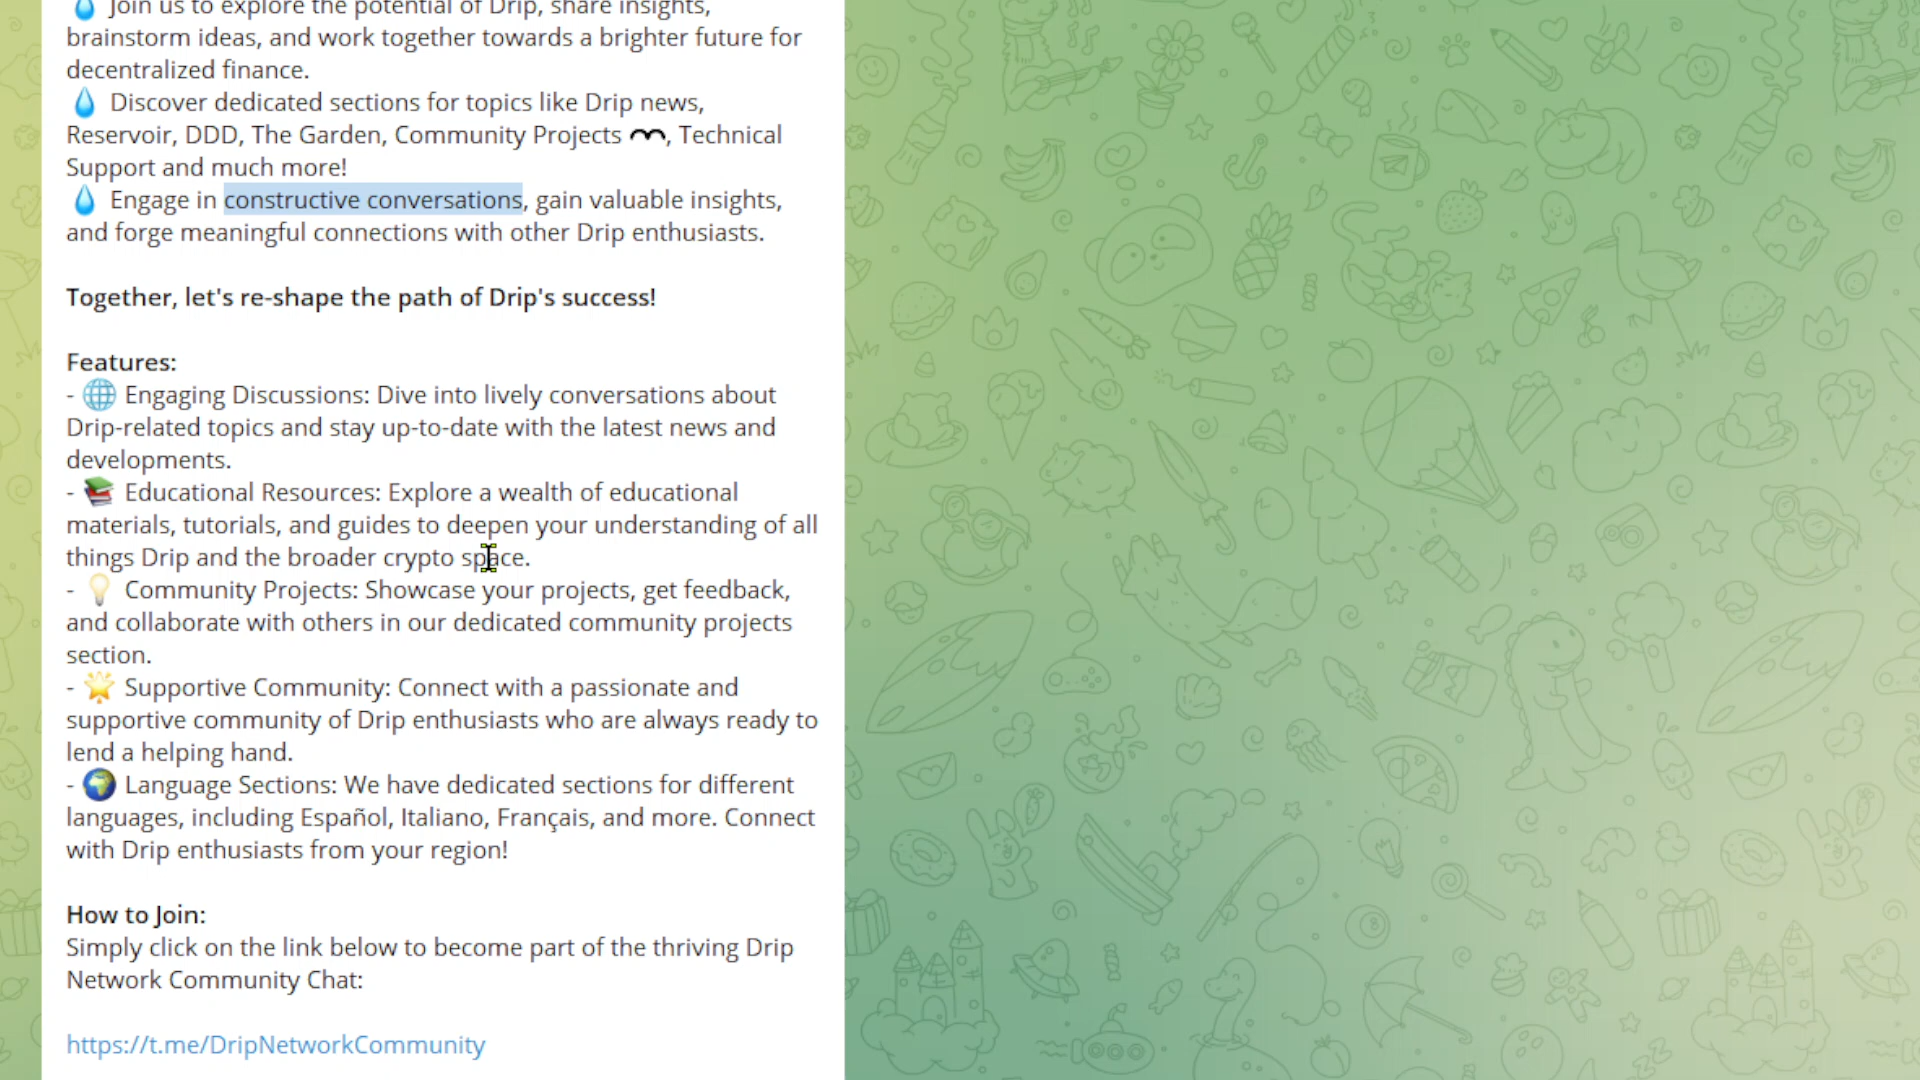 💧 Join us to explore the potential of Drip, share insights,
brainstorm ideas, and work together towards a brighter future for
decentralized finance.
💧 Discover dedicated sections for topics like Drip news,
Reservoir, DDD, The Garden, Community Projects , Technical
Support and much more!
💧 Engage in constructive conversations, gain valuable insights,
and forge meaningful connections with other Drip enthusiasts.
Together, let's re-shape the path of Drip's success!
Features:
- 🌐 Engaging Discussions: Dive into lively conversations about
Drip-related topics and stay up-to-date with the latest news and
developments.
- 📚 Educational Resources: Explore a wealth of educational
materials, tutorials, and guides to deepen your understanding of all
things Drip and the broader crypto space.
- 💡 Community Projects: Showcase your projects, get feedback,
and collaborate with others in our dedicated community projects
section.
- 🌟 Supportive Community: Connect with a passionate and
supportive community of Drip enthusiasts who are always ready to
lend a helping hand.
- 🌍 Language Sections: We have dedicated sections for different
languages, including Español, Italiano, Français, and more. Connect
with Drip enthusiasts from your region!
How to Join:
Simply click on the link below to become part of the thriving Drip
Network Community Chat:
https://t.me/DripNetworkCommunity